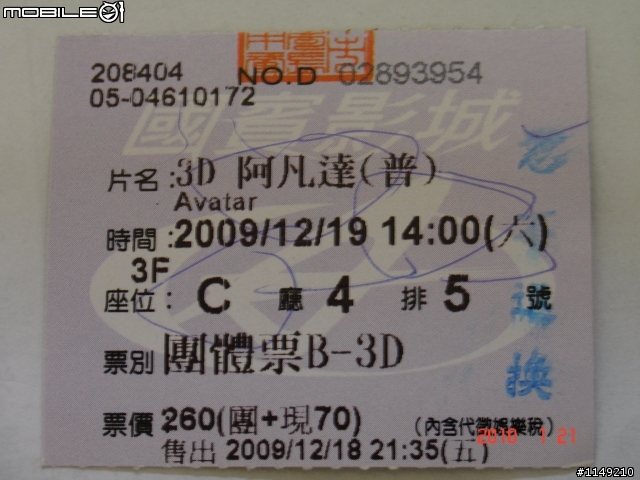 MOBILE01
208404 NO.D 02893954
05-04610172
國賓影城
片名:3D 阿凡達(普)
Avatar
時間:2009/12/19 14:00(六)
3F
座位: C 廳 4 排 5 號
票別 團體票B-3D
票價:260(團+現70) (內含代徵娛樂稅)
售出 2009/12/18 21:35(五)
2010 1 21
換
#1149210